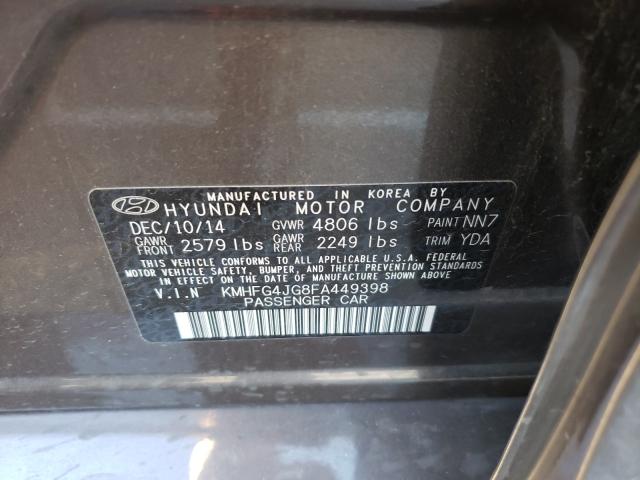 MANUFACTURED IN KOREA BY
HYUNDAI MOTOR COMPANY
DEC/10/14 GVWR 4806 lbs PAINT NN7
GAWR FRONT 2579 lbs GAWR REAR 2249 lbs TRIM YDA
THIS VEHICLE CONFORMS TO ALL APPLICABLE U.S.A. FEDERAL
MOTOR VEHICLE SAFETY, BUMPER, AND THEFT PREVENTION STANDARDS
IN EFFECT ON THE DATE OF MANUFACTURE SHOWN ABOVE.
V.I.N KMHFG4JG8FA449398
PASSENGER CAR